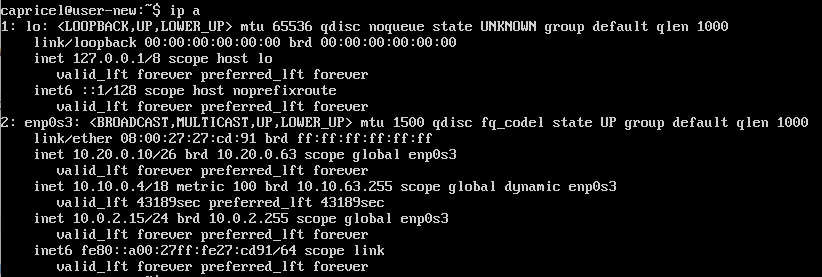 capricel@user-new:~$ ip a
1: lo: <LOOPBACK,UP,LOWER_UP> mtu 65536 qdisc noqueue state UNKNOWN group default qlen 1000
    link/loopback 00:00:00:00:00:00 brd 00:00:00:00:00:00
    inet 127.0.0.1/8 scope host lo
       valid_lft forever preferred_lft forever
    inet6 ::1/128 scope host noprefixroute
       valid_lft forever preferred_lft forever
2: enp0s3: <BROADCAST,MULTICAST,UP,LOWER_UP> mtu 1500 qdisc fq_codel state UP group default qlen 1000
    link/ether 08:00:27:27:cd:91 brd ff:ff:ff:ff:ff:ff
    inet 10.20.0.10/26 brd 10.20.0.63 scope global enp0s3
       valid_lft forever preferred_lft forever
    inet 10.10.0.4/18 metric 100 brd 10.10.63.255 scope global dynamic enp0s3
       valid_lft 43189sec preferred_lft 43189sec
    inet 10.0.2.15/24 brd 10.0.2.255 scope global enp0s3
       valid_lft forever preferred_lft forever
    inet6 fe80::a00:27ff:fe27:cd91/64 scope link
       valid_lft forever preferred_lft forever